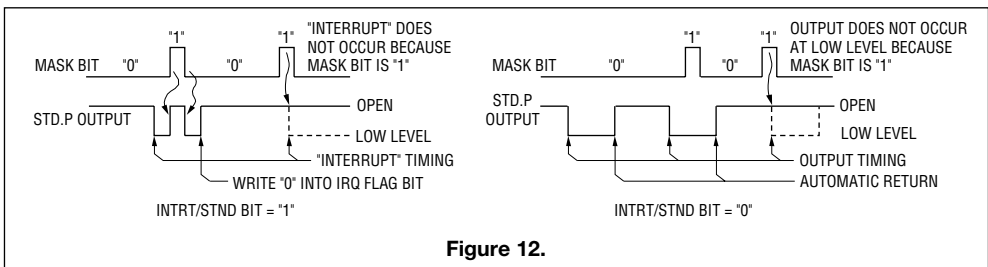 "1"
"1"
"INTERRUPT" DOES
NOT OCCUR BECAUSE
MASK BIT IS "1"
MASK BIT
"0"
"0"
STD.P OUTPUT
OPEN
LOW LEVEL
"INTERRUPT" TIMING
WRITE "0" INTO IRQ FLAG BIT
INTRT/STND BIT = "1"
"1"
"1"
OUTPUT DOES NOT OCCUR
AT LOW LEVEL BECAUSE
MASK BIT IS "1"
MASK BIT
"0"
"0"
STD.P
OUTPUT
OPEN
LOW LEVEL
OUTPUT TIMING
AUTOMATIC RETURN
INTRT/STND BIT = "0"
Figure 12.